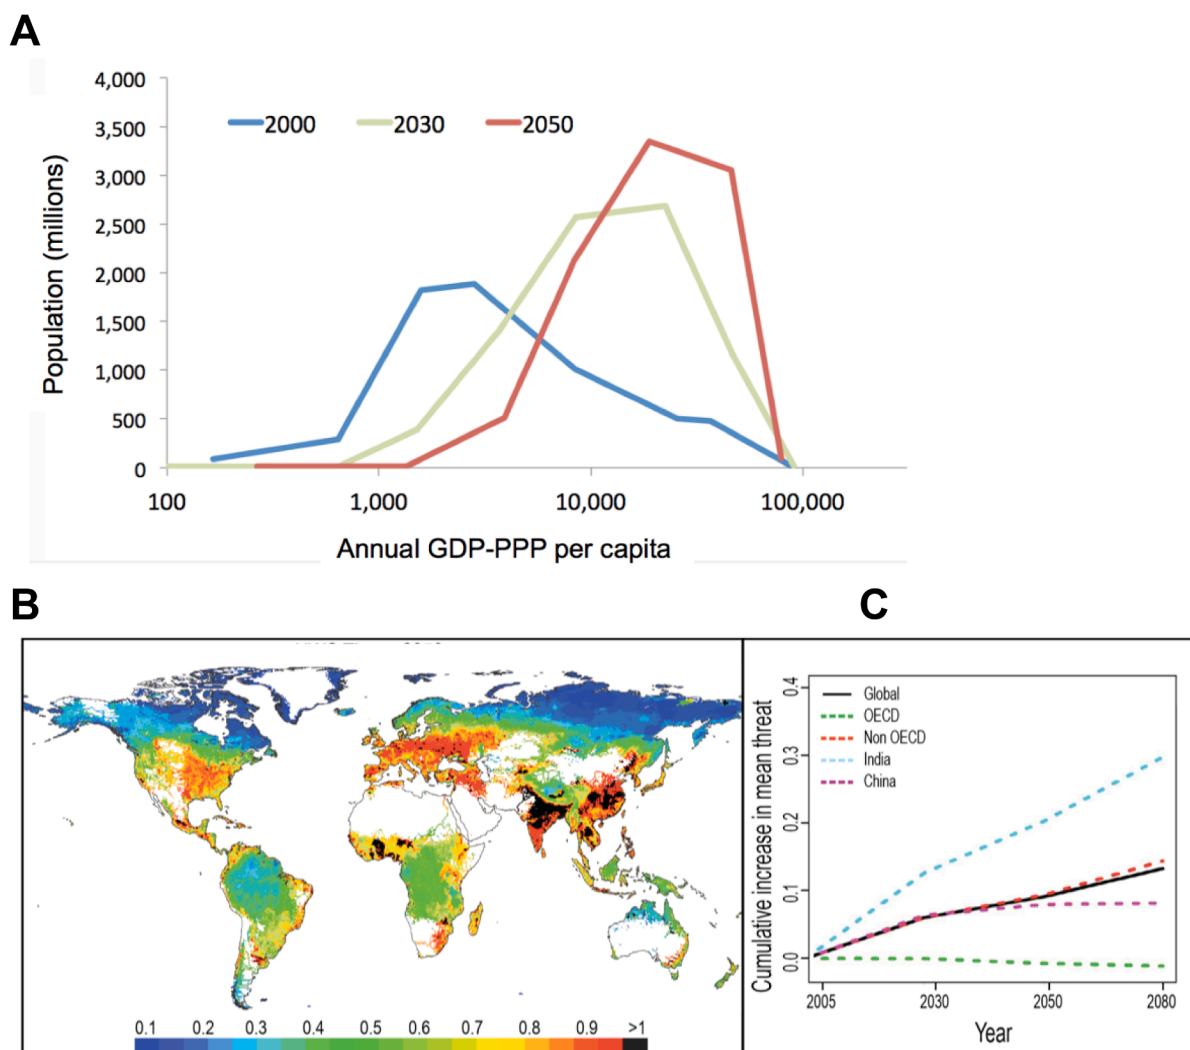 A
4,000
2000 2030 2050
3,500
3,000
2,500
2,000
1,500
1,000
500
0
Population (millions)
100 1,000 10,000 100,000
Annual GDP-PPP per capita
B
0.1 0.2 0.3 0.4 0.5 0.6 0.7 0.8 0.9 >1
C
Global
OECD
Non OECD
India
China
Cumulative increase in mean threat
0.4
0.3
0.2
0.1
0.0
2005 2030 2050 2080
Year